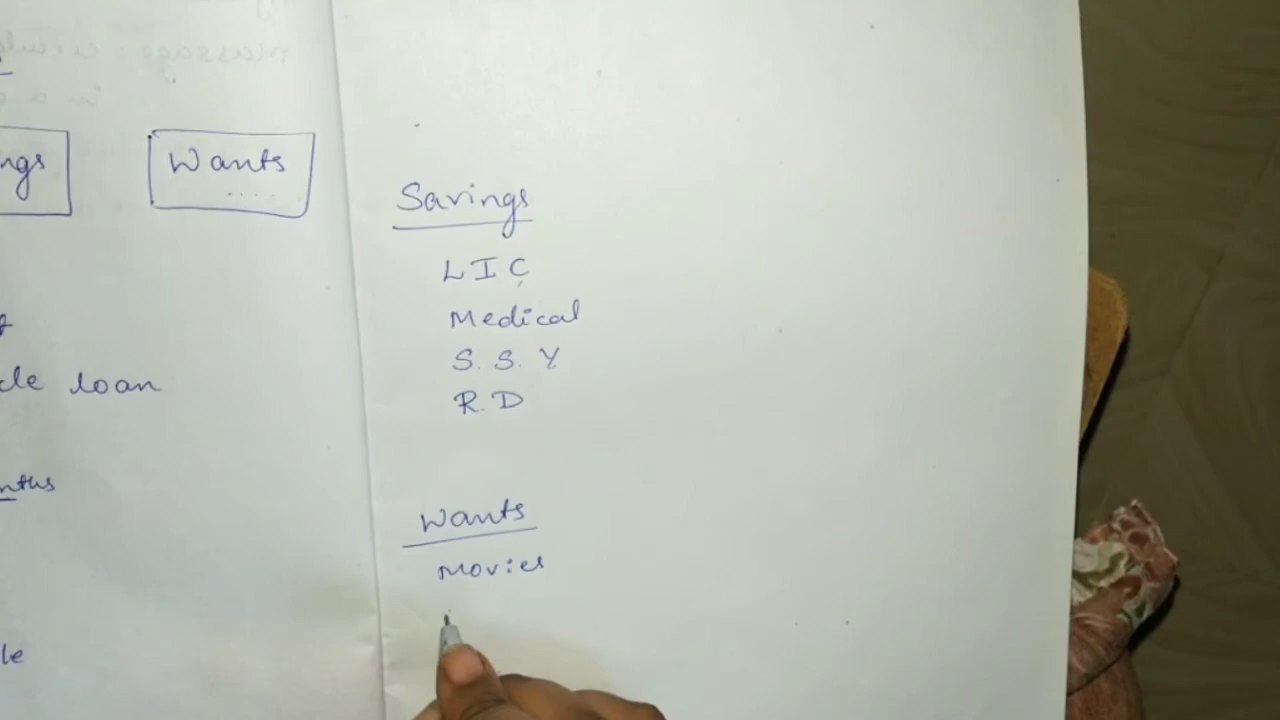 ngs
Wants
cle loan
nths
le
Savings
LIC
Medical
S. S. Y
R. D
Wants
Movies